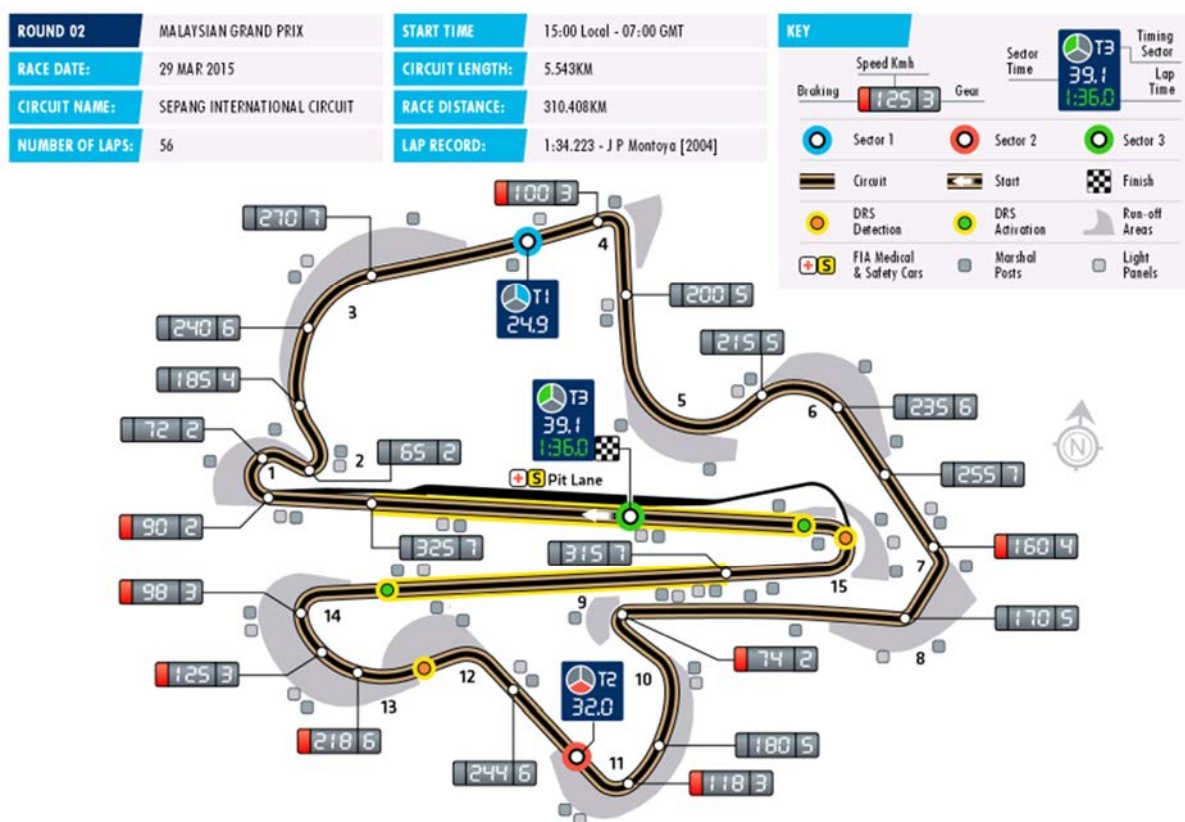 ROUND 02 MALAYSIAN GRAND PRIX
RACE DATE: 29 MAR 2015
CIRCUIT NAME: SEPANG INTERNATIONAL CIRCUIT
NUMBER OF LAPS: 56
START TIME 15:00 Local - 07:00 GMT
CIRCUIT LENGTH: 5.543KM
RACE DISTANCE: 310.408KM
LAP RECORD: 1:34.223 - J P Montoya [2004]
KEY
Speed Kmh
Braking 125 3 Gear
Sector
Time
T3
39.1
1:36.0
Timing
Sector
Lap
Time
Sector 1
Sector 2
Sector 3
Circuit
Start
Finish
DRS
Detection
DRS
Activation
Run-off
Areas
+ S
FIA Medical
& Safety Cars
Marshal
Posts
Light
Panels
100 3
270 7
4
T1
24.9
200 5
3
240 6
215 5
185 4
T3
39.1
1:36.0
5
6
235 6
72 2
2
65 2
1
255 7
+ S Pit Lane
90 2
325 7
315 7
160 4
7
15
98 3
14
9
170 5
8
74 2
125 3
12
T2
32.0
10
13
218 6
244 6
11
180 5
118 3
N